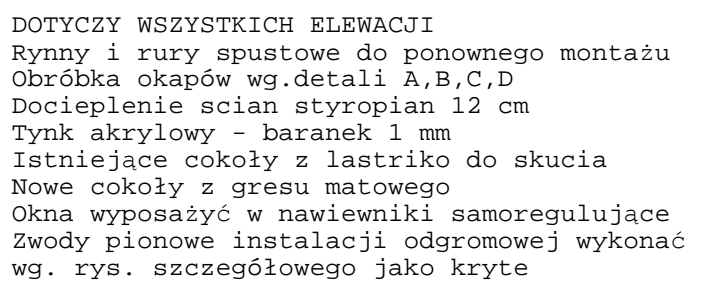 DOTYCZY WSZYSTKICH ELEWACJI
Rynny i rury spustowe do ponownego montażu
Obróbka okapów wg.detali A,B,C,D
Docieplenie scian styropian 12 cm
Tynk akrylowy - baranek 1 mm
Istniejące cokoły z lastriko do skucia
Nowe cokoły z gresu matowego
Okna wyposażyć w nawiewniki samoregulujące
Zwody pionowe instalacji odgromowej wykonać
wg. rys. szczegółowego jako kryte